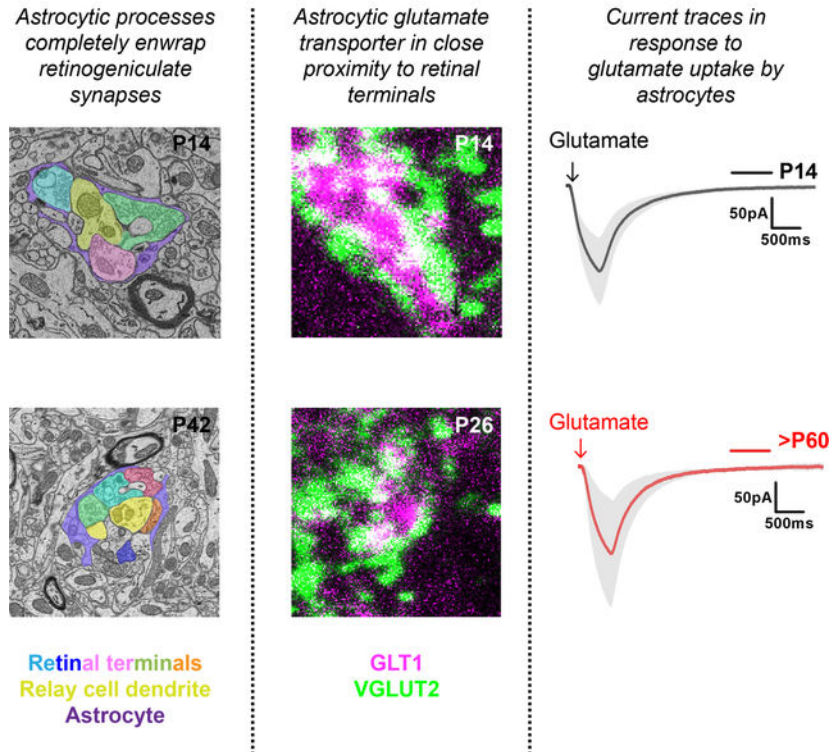 Astrocytic processes
completely enwrap
retinogeniculate
synapses
P14
P42
Retinal terminals
Relay cell dendrite
Astrocyte
Astrocytic glutamate
transporter in close
proximity to retinal
terminals
P14
P26
GLT1
VGLUT2
Current traces in
response to
glutamate uptake by
astrocytes
Glutamate
P14
50pA
500ms
Glutamate
>P60
50pA
500ms